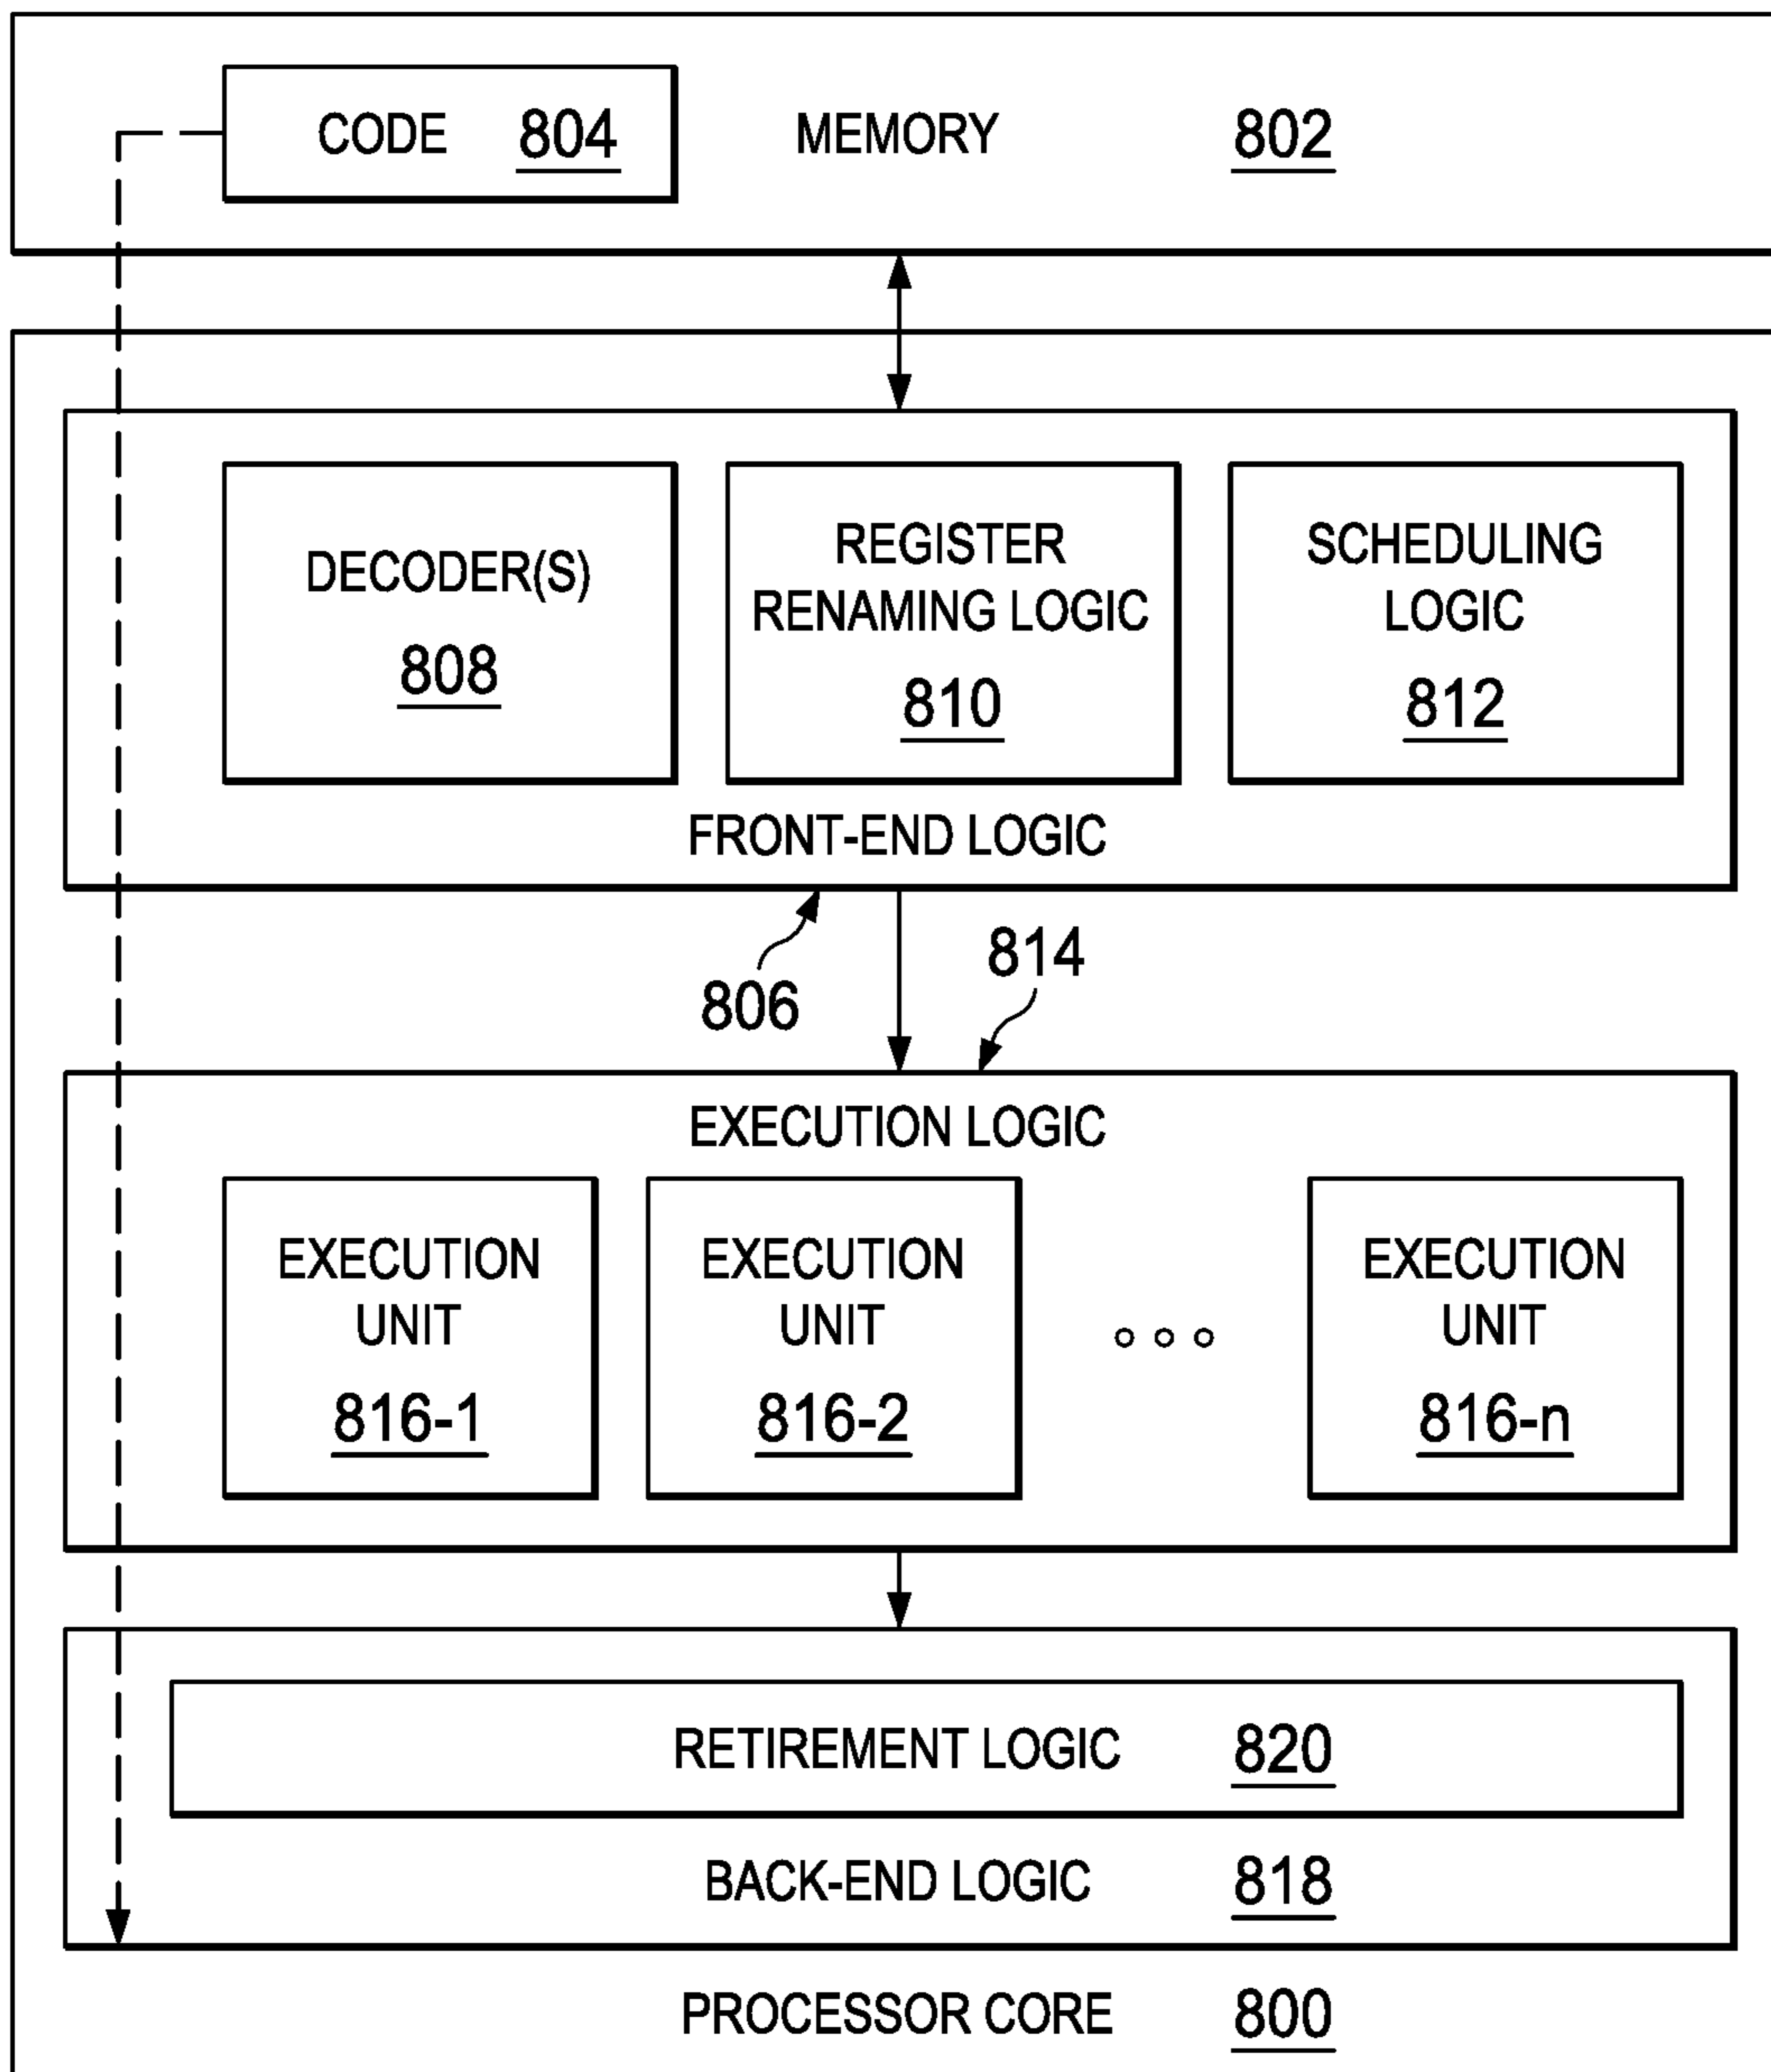 CODE 804 MEMORY 802
DECODER(S)
808
REGISTER
RENAMING LOGIC
810
SCHEDULING
LOGIC
812
FRONT-END LOGIC
806
814
EXECUTION LOGIC
EXECUTION
UNIT
816-1
EXECUTION
UNIT
816-2
EXECUTION
UNIT
816-n
RETIREMENT LOGIC 820
BACK-END LOGIC 818
PROCESSOR CORE 800